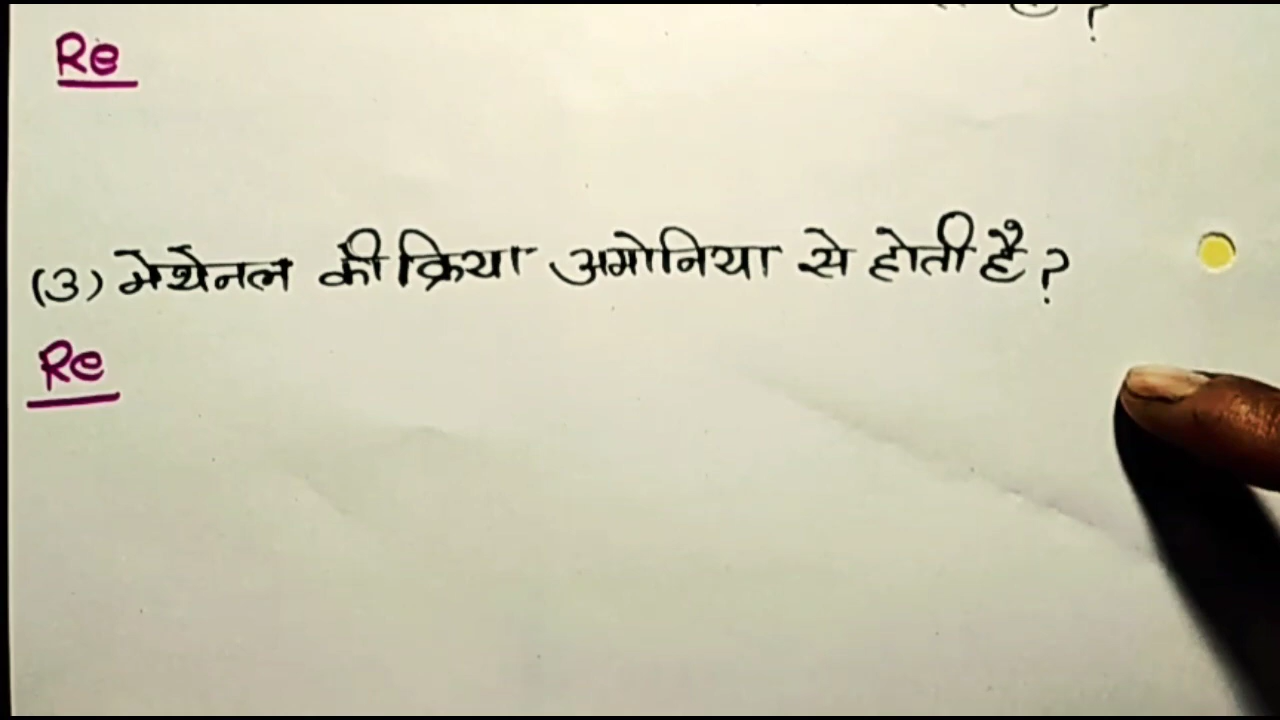 Re
(3) मेथेनल की क्रिया अमोनिया से होती है?
Re